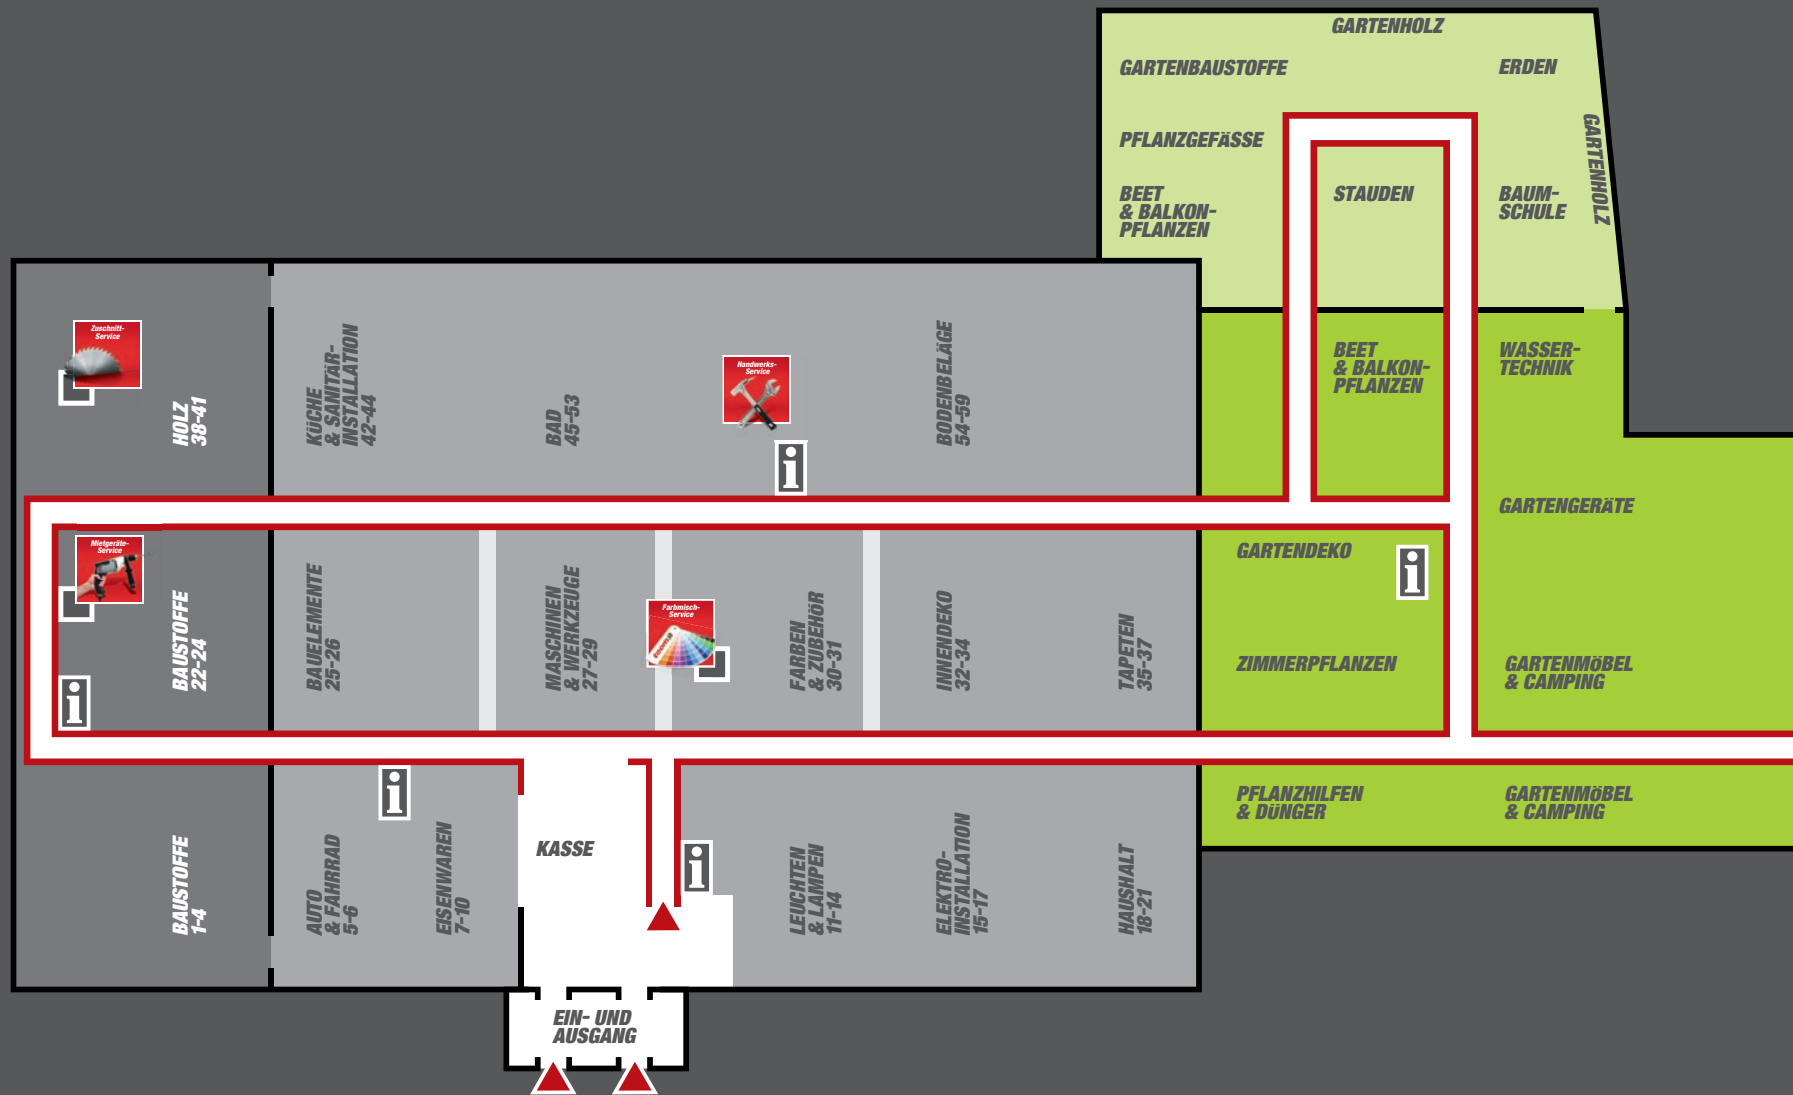 GARTENHOLZ
GARTENBAUSTOFFE
ERDEN
PFLANZGEFÄSSE
GARTENHOLZ
BEET
& BALKON-
PFLANZEN
STAUDEN
BAUM-
SCHULE
Zuschnitt-
Service
HOLZ
38-41
KÜCHE
& SANITÄR-
INSTALLATION
42-44
BAD
45-53
Handwerks-
Service
i
BODENBELÄGE
54-59
BEET
& BALKON-
PFLANZEN
WASSER-
TECHNIK
GARTENGERÄTE
Mietgeräte-
Service
i
BAUSTOFFE
22-24
BAUELEMENTE
25-26
MASCHINEN
& WERKZEUGE
27-29
Farbmisch-
Service
toom
FARBEN
& ZUBEHÖR
30-31
INNENDEKO
32-34
TAPETEN
35-37
GARTENDEKO
i
ZIMMERPFLANZEN
GARTENMÖBEL
& CAMPING
BAUSTOFFE
1-4
i
AUTO
& FAHRRAD
5-6
EISENWAREN
7-10
KASSE
i
LEUCHTEN
& LAMPEN
11-14
ELEKTRO-
INSTALLATION
15-17
HAUSHALT
18-21
PFLANZHILFEN
& DÜNGER
GARTENMÖBEL
& CAMPING
EIN- UND
AUSGANG